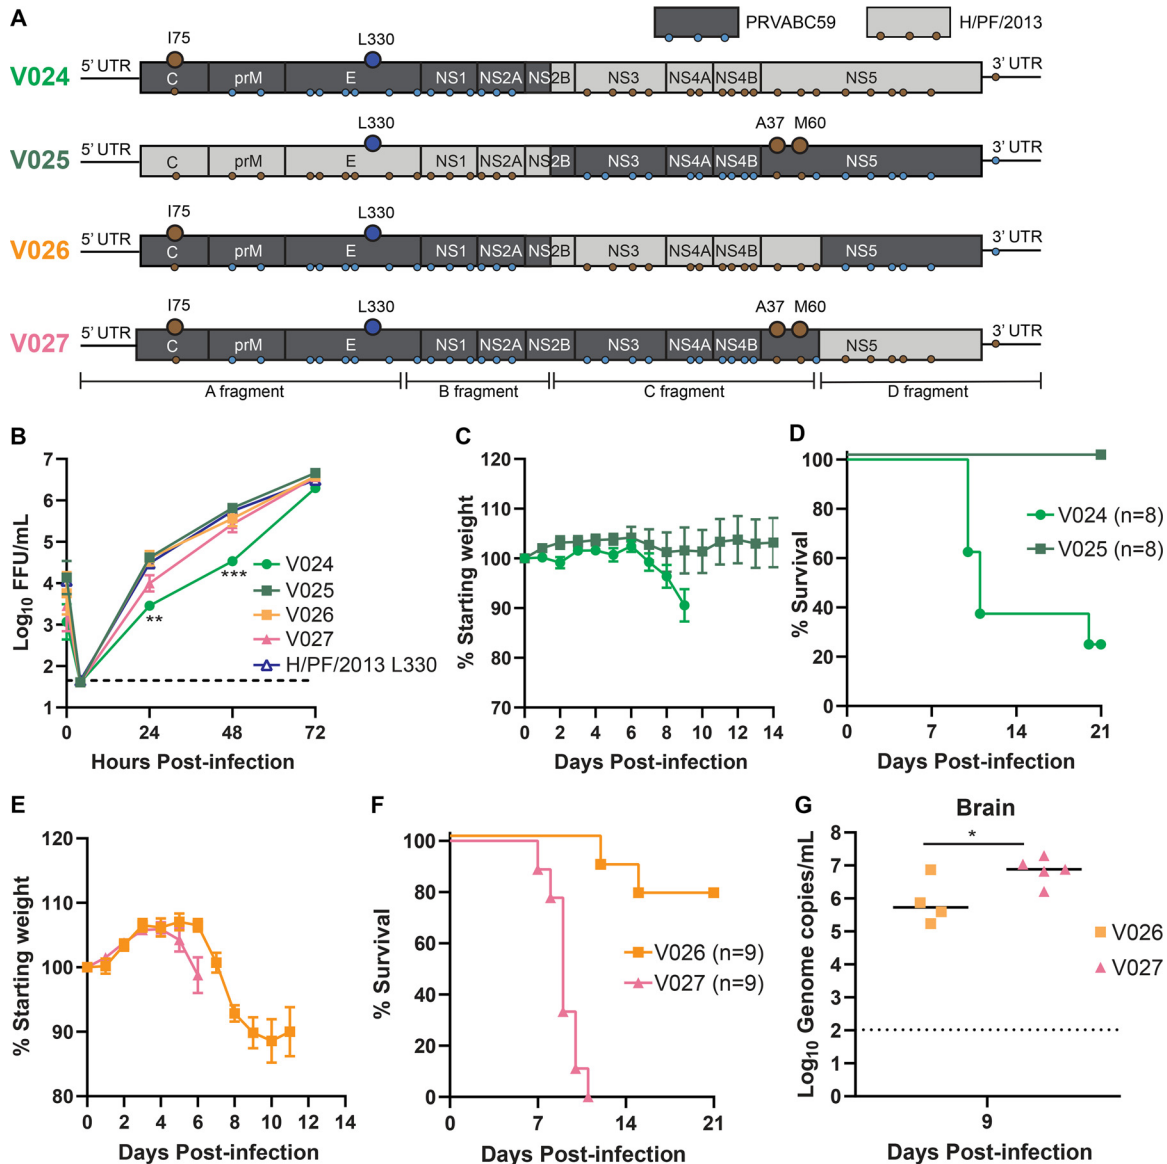 A
PRVABC59
H/PF/2013
I75
L330
V024
5' UTR
C
prM
E
NS1
NS2A
NS2B
NS3
NS4A
NS4B
NS5
3' UTR
L330
A37
M60
V025
5' UTR
C
prM
E
NS1
NS2A
NS2B
NS3
NS4A
NS4B
NS5
3' UTR
I75
L330
V026
5' UTR
C
prM
E
NS1
NS2A
NS2B
NS3
NS4A
NS4B
NS5
3' UTR
I75
L330
A37
M60
V027
5' UTR
C
prM
E
NS1
NS2A
NS2B
NS3
NS4A
NS4B
NS5
3' UTR
A fragment
B fragment
C fragment
D fragment
B
Log10 FFU/mL
7
6
5
4
3
2
1
0
24
48
72
Hours Post-infection
**
***
V024
V025
V026
V027
H/PF/2013 L330
C
% Starting weight
120
110
100
90
80
70
0 2 4 6 8 10 12 14
Days Post-infection
D
% Survival
100
80
60
40
20
0
0 7 14 21
Days Post-infection
V024 (n=8)
V025 (n=8)
E
% Starting weight
120
110
100
90
80
0 2 4 6 8 10 12 14
Days Post-infection
F
% Survival
100
80
60
40
20
0
0 7 14 21
Days Post-infection
V026 (n=9)
V027 (n=9)
G
Brain
*
Log10 Genome copies/mL
8
7
6
5
4
3
2
1
0
9
Days Post-infection
V026
V027